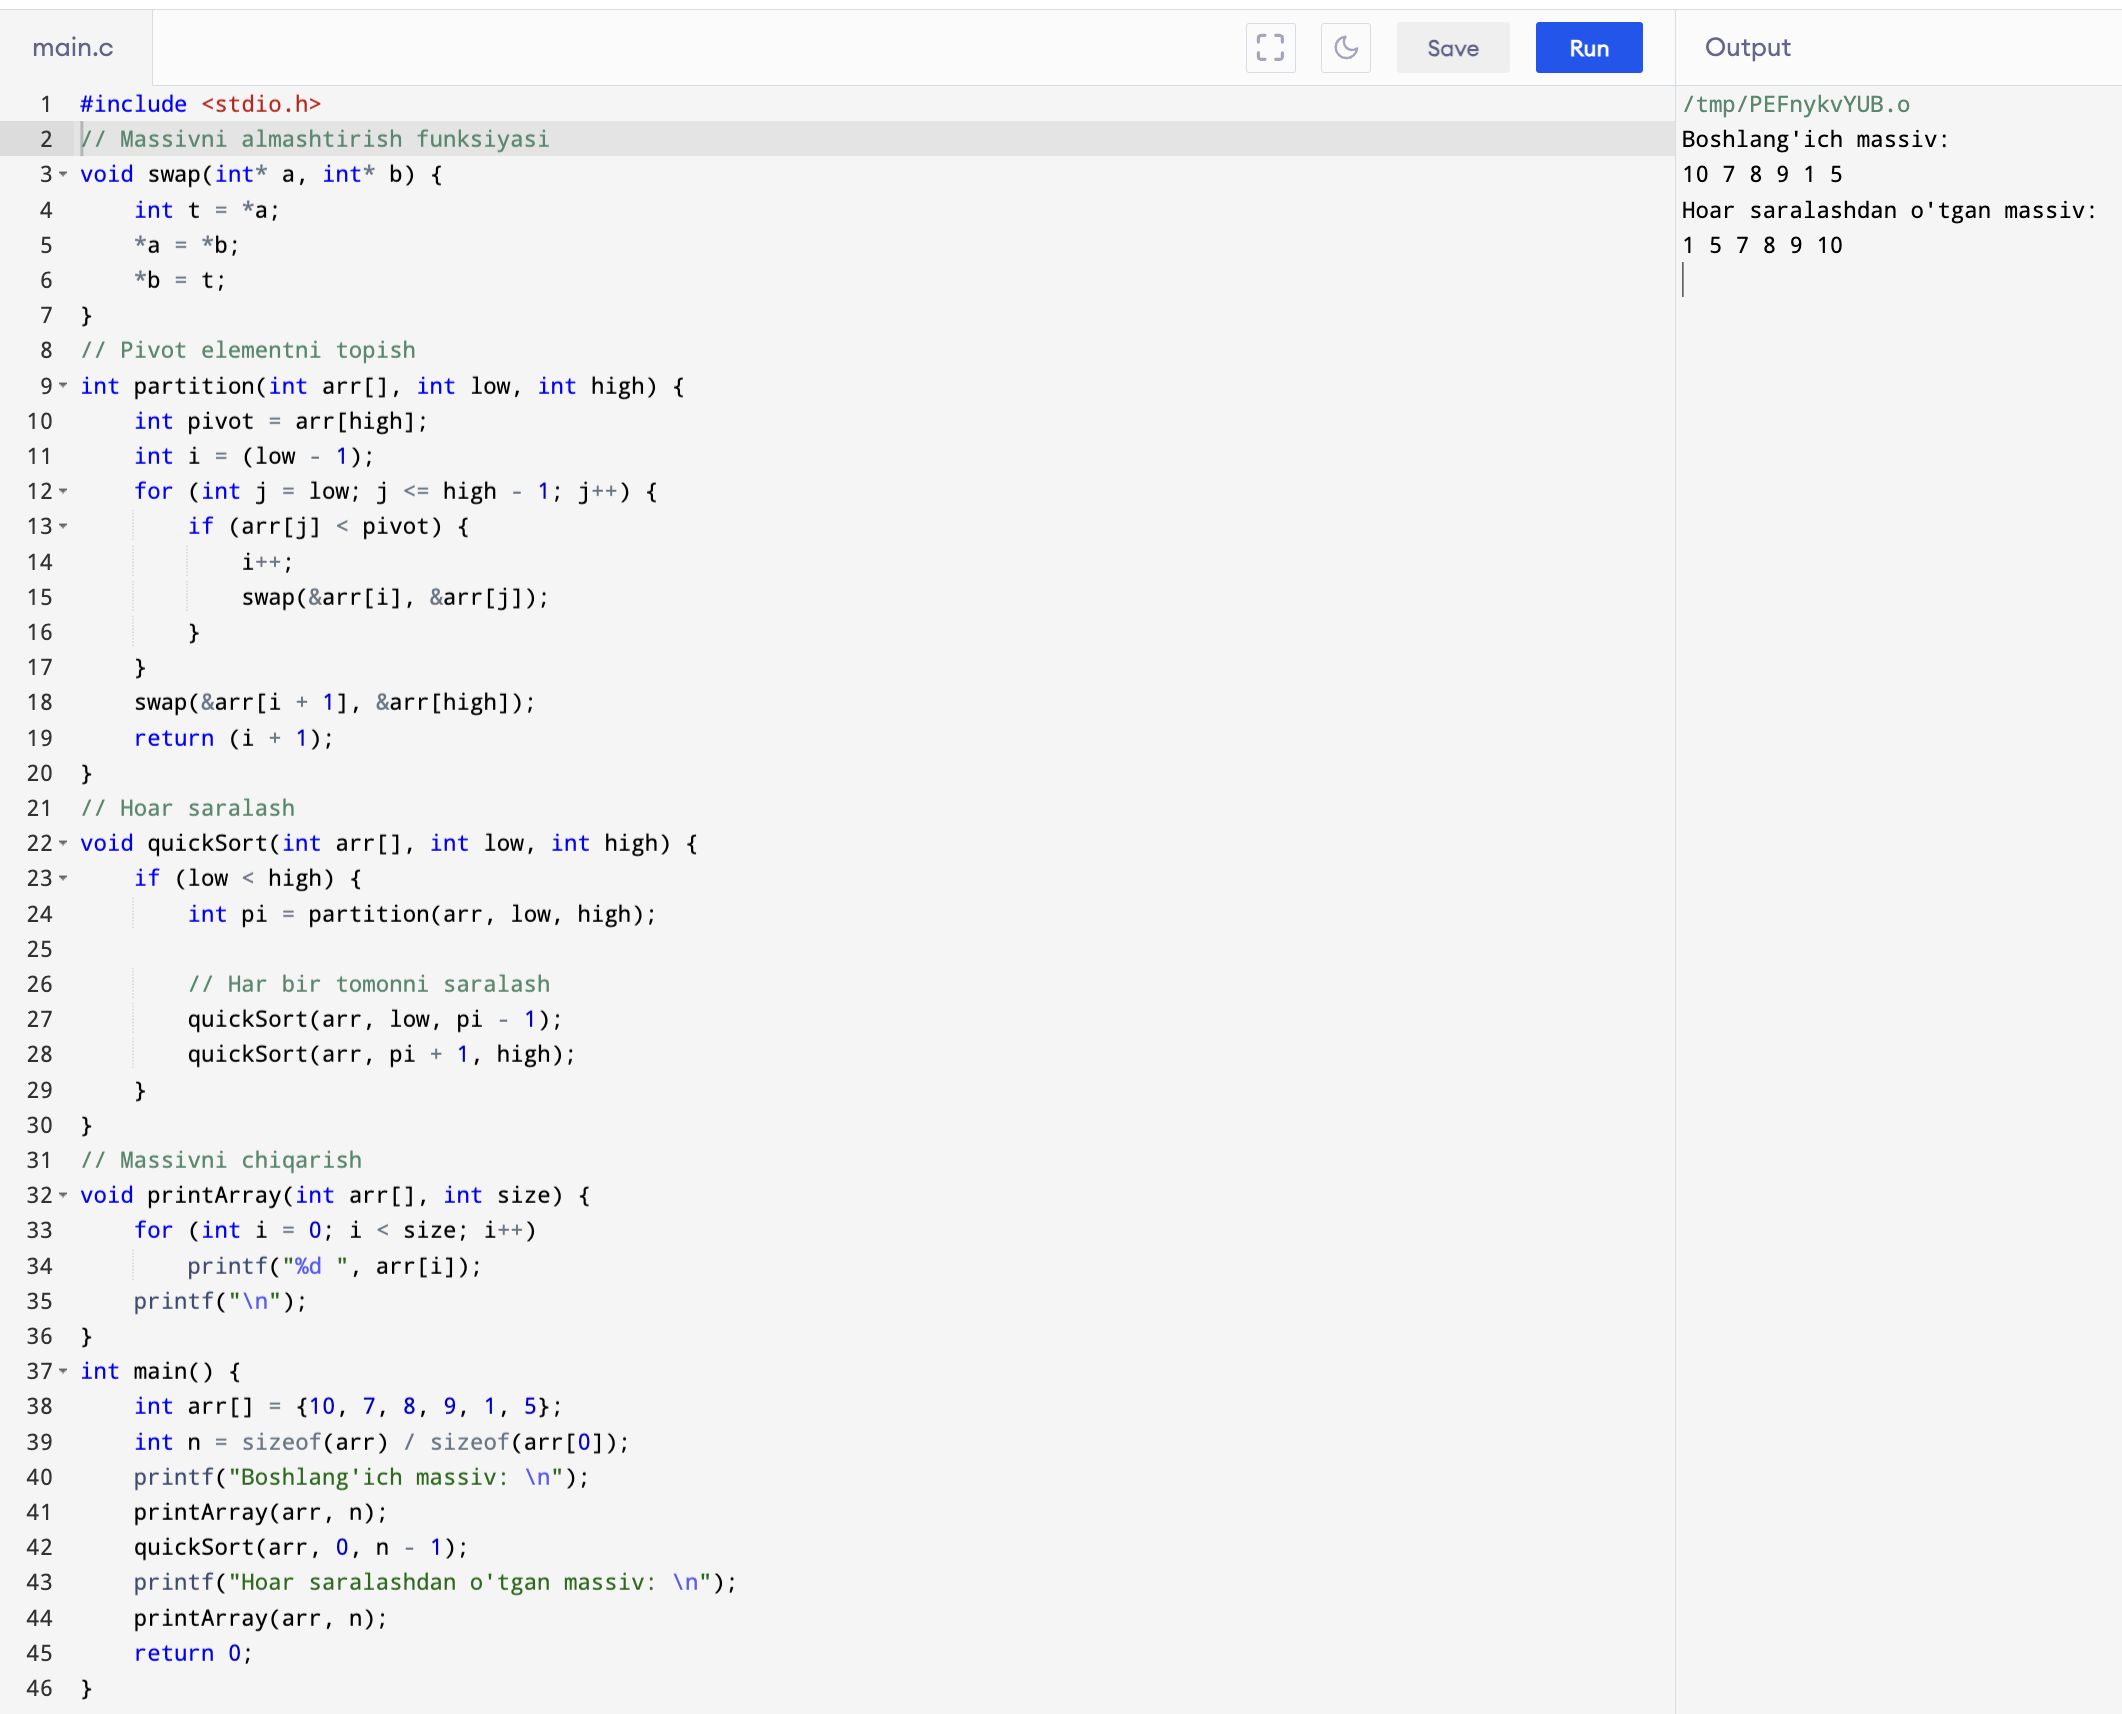 main.c
Save
Run
Output
1 #include <stdio.h>
2 // Massivni almashtirish funksiyasi
3 void swap(int* a, int* b) {
4     int t = *a;
5     *a = *b;
6     *b = t;
7 }
8 // Pivot elementni topish
9 int partition(int arr[], int low, int high) {
10     int pivot = arr[high];
11     int i = (low - 1);
12     for (int j = low; j <= high - 1; j++) {
13         if (arr[j] < pivot) {
14             i++;
15             swap(&arr[i], &arr[j]);
16         }
17     }
18     swap(&arr[i + 1], &arr[high]);
19     return (i + 1);
20 }
21 // Hoar saralash
22 void quickSort(int arr[], int low, int high) {
23     if (low < high) {
24         int pi = partition(arr, low, high);
25
26         // Har bir tomonni saralash
27         quickSort(arr, low, pi - 1);
28         quickSort(arr, pi + 1, high);
29     }
30 }
31 // Massivni chiqarish
32 void printArray(int arr[], int size) {
33     for (int i = 0; i < size; i++)
34         printf("%d ", arr[i]);
35     printf("\n");
36 }
37 int main() {
38     int arr[] = {10, 7, 8, 9, 1, 5};
39     int n = sizeof(arr) / sizeof(arr[0]);
40     printf("Boshlang'ich massiv: \n");
41     printArray(arr, n);
42     quickSort(arr, 0, n - 1);
43     printf("Hoar saralashdan o'tgan massiv: \n");
44     printArray(arr, n);
45     return 0;
46 }
/tmp/PEFnykvYUB.o
Boshlang'ich massiv:
10 7 8 9 1 5
Hoar saralashdan o'tgan massiv:
1 5 7 8 9 10